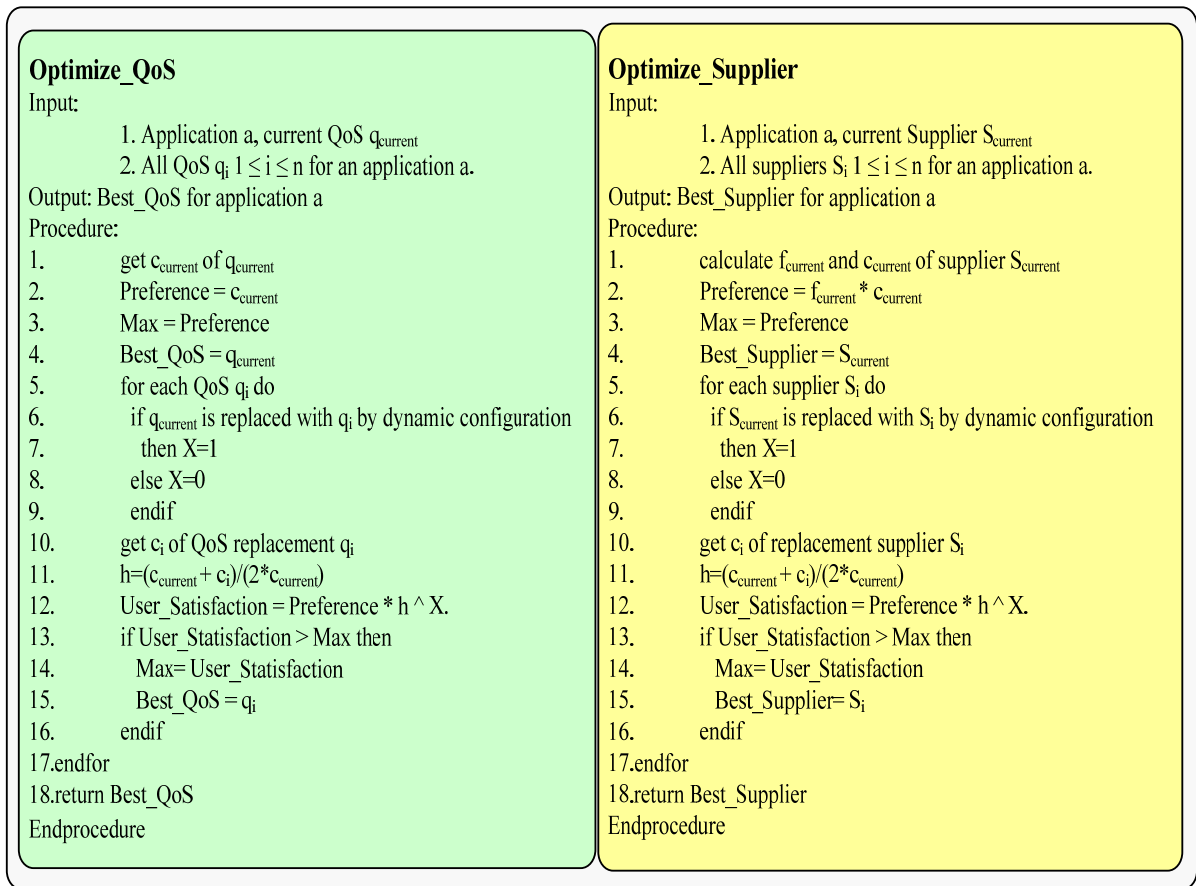 Optimize_QoS
Input:
1. Application a, current QoS qcurrent
2. All QoS qi 1 ≤ i ≤ n for an application a.
Output: Best_QoS for application a
Procedure:
1. get ccurrent of qcurrent
2. Preference = ccurrent
3. Max = Preference
4. Best_QoS = qcurrent
5. for each QoS qi do
6. if qcurrent is replaced with qi by dynamic configuration
7. then X=1
8. else X=0
9. endif
10. get ci of QoS replacement qi
11. h=(ccurrent + ci)/(2*ccurrent)
12. User_Satisfaction = Preference * h ^ X.
13. if User_Statisfaction > Max then
14. Max= User_Statisfaction
15. Best_QoS = qi
16. endif
17.endfor
18.return Best_QoS
Endprocedure
Optimize_Supplier
Input:
1. Application a, current Supplier Scurrent
2. All suppliers Si 1 ≤ i ≤ n for an application a.
Output: Best_Supplier for application a
Procedure:
1. calculate fcurrent and ccurrent of supplier Scurrent
2. Preference = fcurrent * ccurrent
3. Max = Preference
4. Best_Supplier = Scurrent
5. for each supplier Si do
6. if Scurrent is replaced with Si by dynamic configuration
7. then X=1
8. else X=0
9. endif
10. get ci of replacement supplier Si
11. h=(ccurrent + ci)/(2*ccurrent)
12. User_Satisfaction = Preference * h ^ X.
13. if User_Statisfaction > Max then
14. Max= User_Statisfaction
15. Best_Supplier= Si
16. endif
17.endfor
18.return Best_Supplier
Endprocedure